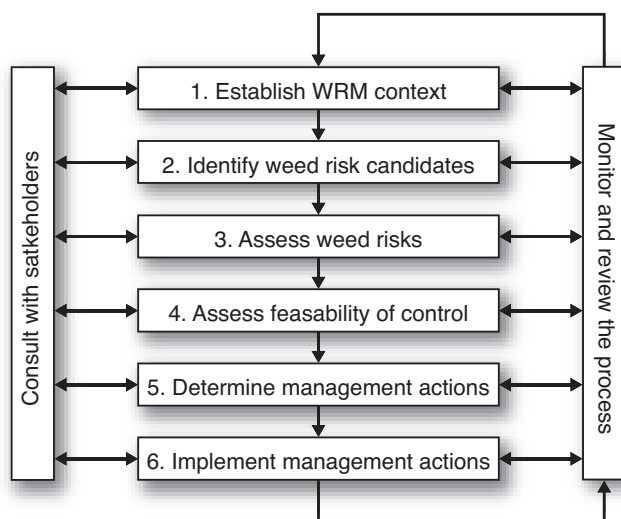 Consult with satkeholders
1. Establish WRM context
2. Identify weed risk candidates
3. Assess weed risks
4. Assess feasability of control
5. Determine management actions
6. Implement management actions
Monitor and review the process